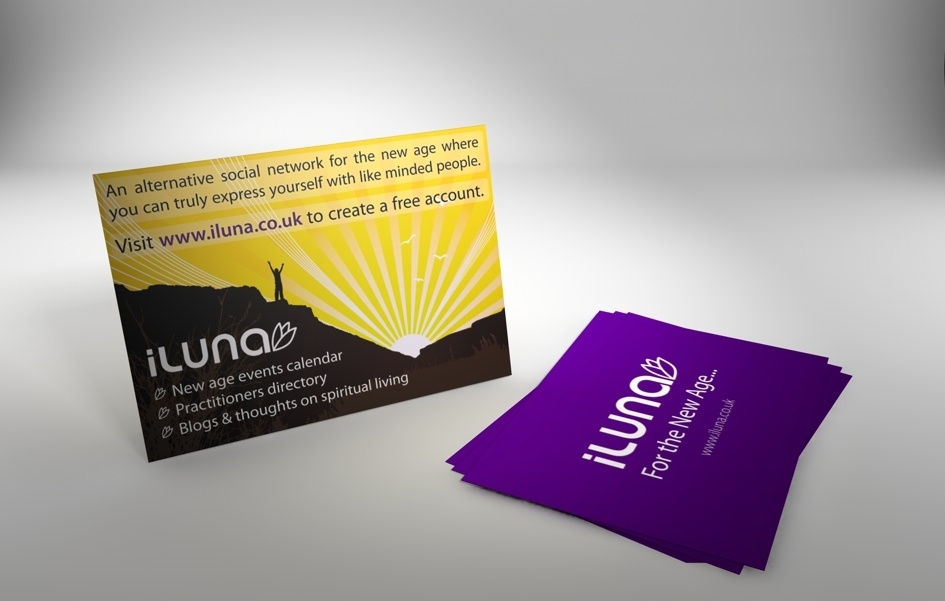 An alternative social network for the new age where
you can truly express yourself with like minded people.
Visit www.iluna.co.uk to create a free account.
iLUNA
New age events calendar
Practitioners directory
Blogs & thoughts on spiritual living
iLUNA
For the New Age...
www.iluna.co.uk